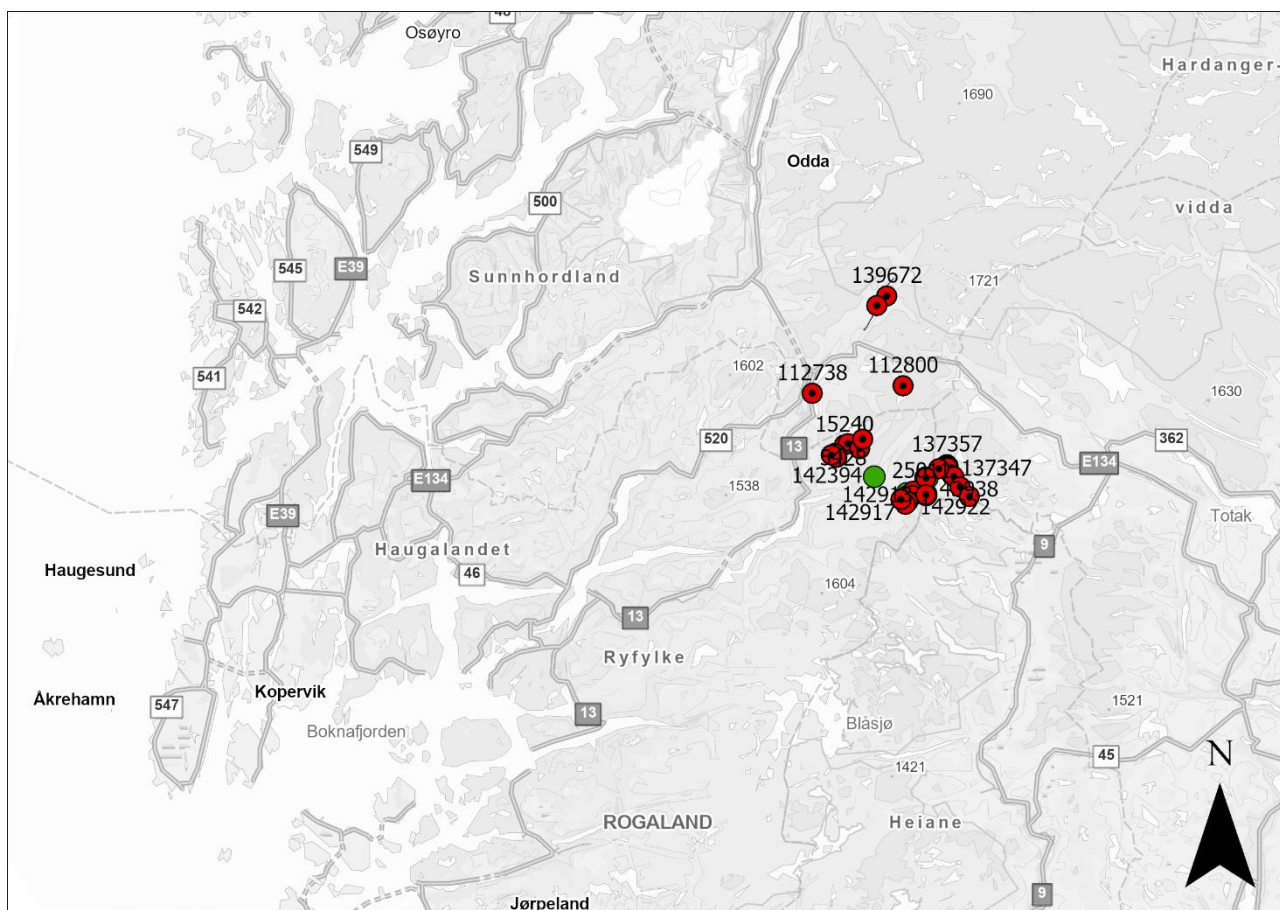 48
Osøyro
Hardanger-
1690
549
Odda
500
vidda
545
E39
Sunnhordland
139672
1721
542
1602
112738
112800
541
1630
15240
520
13
137357
362
E134
142394
137347
E134
1538
142917
142922
E39
Totak
Haugalandet
9
Haugesund
46
1604
13
Ryfylke
Åkrehamn
547
Kopervik
13
Boknafjorden
Blåsjø
1521
45
N
1421
ROGALAND
Heiane
9
Jørpeland